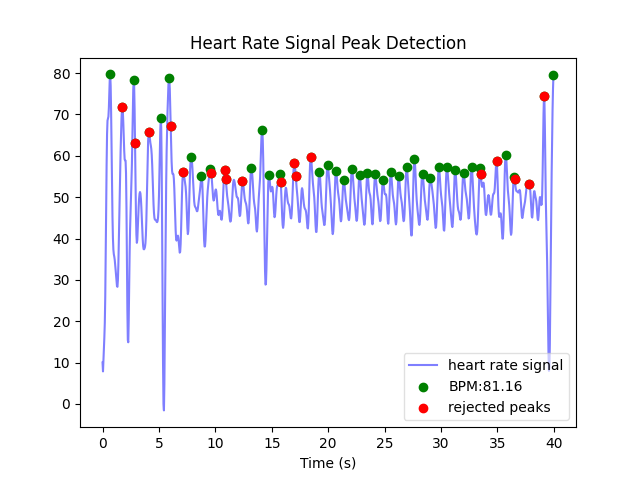 Heart Rate Signal Peak Detection
80
70
60
50
40
30
20
10
0
heart rate signal
BPM:81.16
rejected peaks
0 5 10 15 20 25 30 35 40
Time (s)